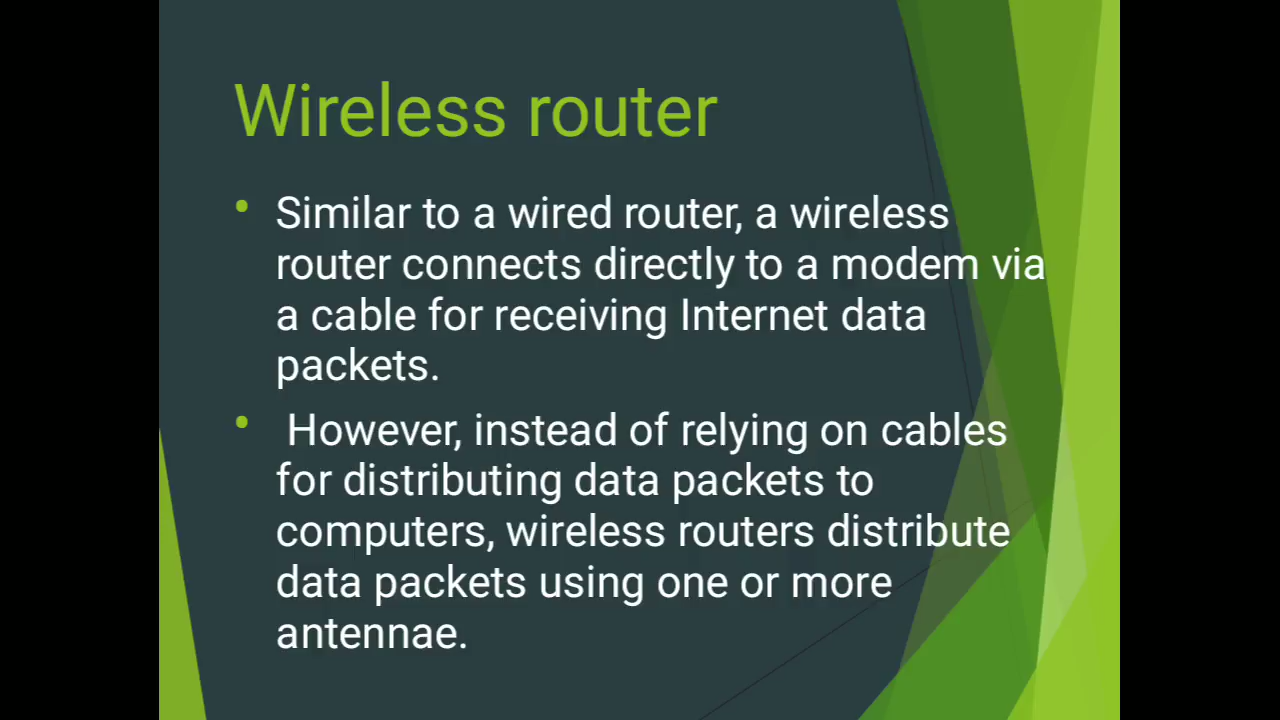 Wireless router
• Similar to a wired router, a wireless
router connects directly to a modem via
a cable for receiving Internet data
packets.
• However, instead of relying on cables
for distributing data packets to
computers, wireless routers distribute
data packets using one or more
antennae.